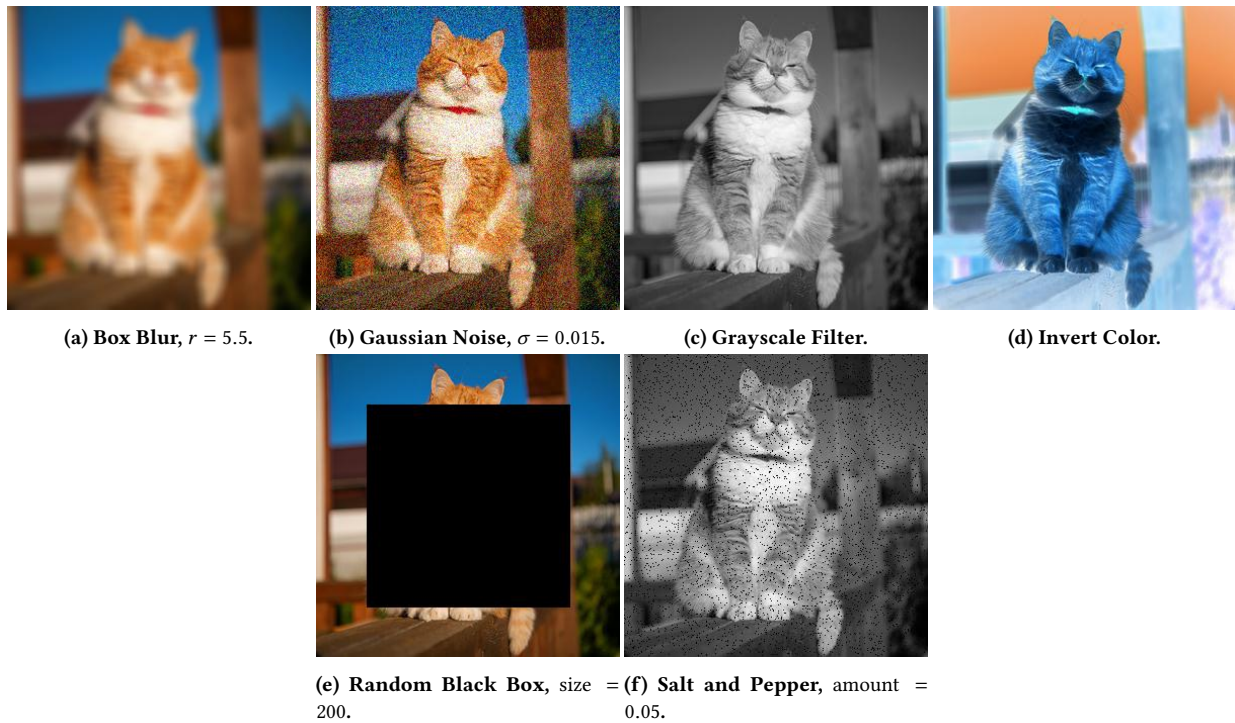 (a) Box Blur, r = 5.5.
(b) Gaussian Noise, σ = 0.015.
(c) Grayscale Filter.
(d) Invert Color.
(e) Random Black Box, size =
200.
(f) Salt and Pepper, amount =
0.05.